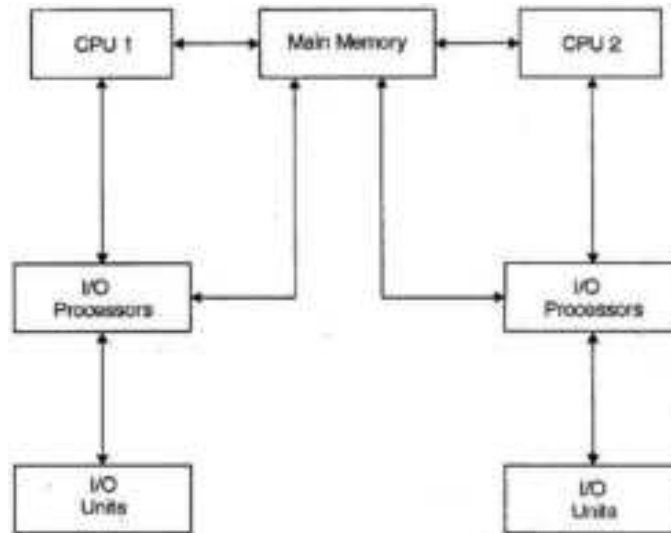 CPU 1
Main Memory
CPU 2
I/O
Processors
I/O
Processors
I/O
Units
I/O
Units